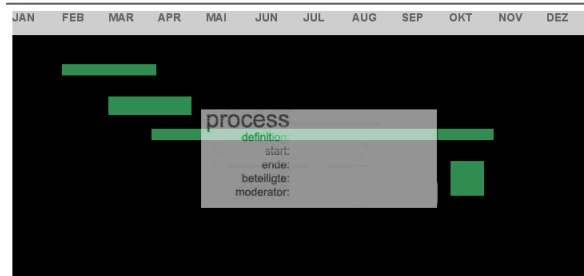 JAN FEB MAR APR MAI JUN JUL AUG SEP OKT NOV DEZ
process
definition:
start:
ende:
beteiligte:
moderator: